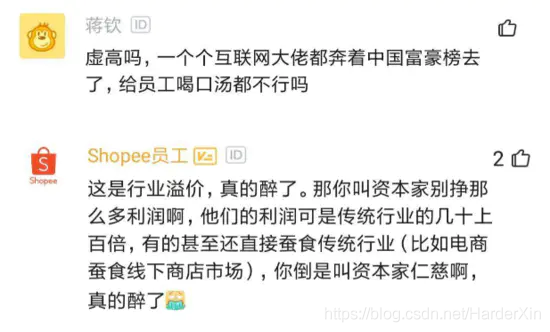 蒋钦 ID
虚高吗，一个个互联网大佬都奔着中国富豪榜去
了，给员工喝口汤都不行吗
Shopee员工 V ID
2
S
Shopee
这是行业溢价，真的醉了。那你叫资本家别挣那
么多利润啊，他们的利润可是传统行业的几十上
百倍，有的甚至还直接蚕食传统行业（比如电商
蚕食线下商店市场），你倒是叫资本家仁慈啊，
真的醉了
https://blog.csdn.net/HarderXin